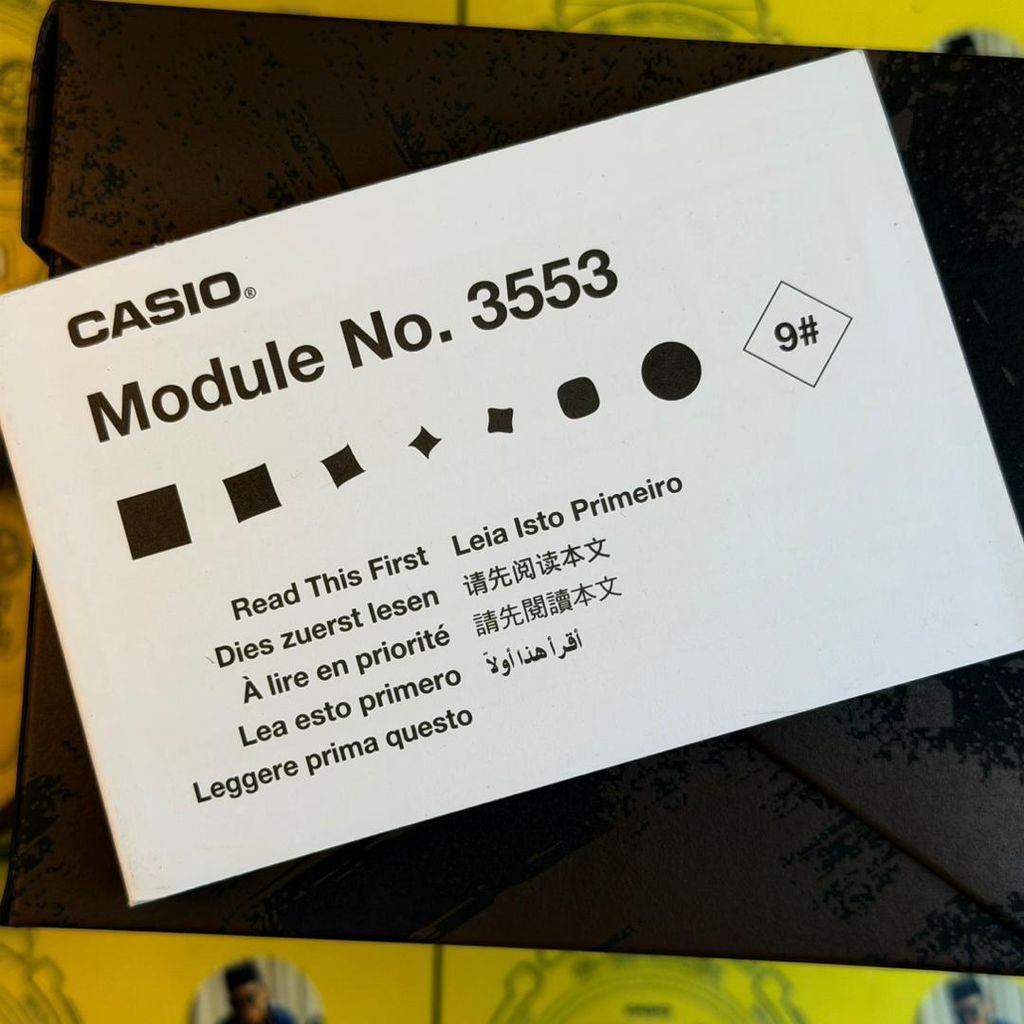 CASIO®
Module No. 3553
9#
Read This First
Dies zuerst lesen
À lire en priorité
Lea esto primero
Leggere prima questo
Leia Isto Primeiro
请先阅读本文
請先閱讀本文
أقرأ هذا أولاً